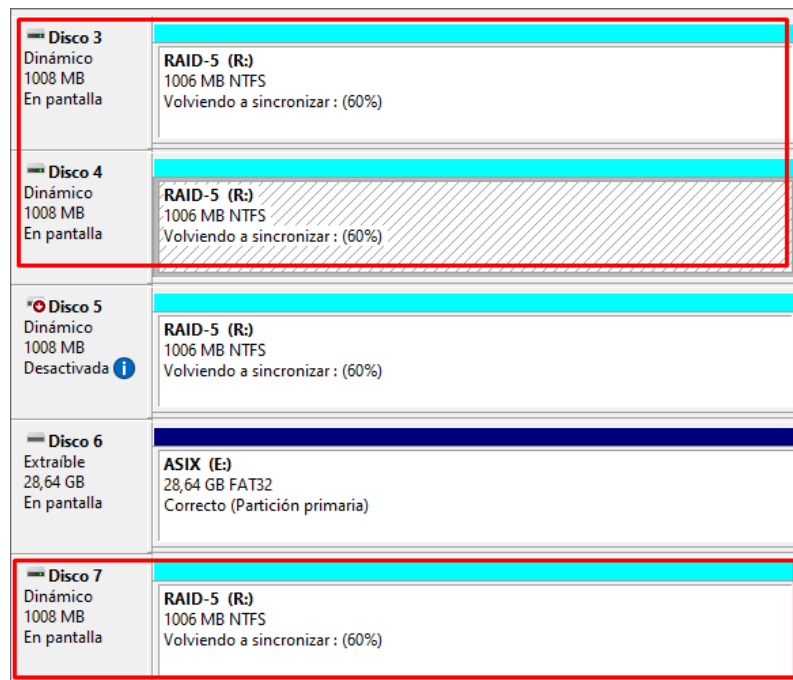 Disco 3
Dinámico
1008 MB
En pantalla
RAID-5 (R:)
1006 MB NTFS
Volviendo a sincronizar : (60%)
Disco 4
Dinámico
1008 MB
En pantalla
RAID-5 (R:)
1006 MB NTFS
Volviendo a sincronizar : (60%)
Disco 5
Dinámico
1008 MB
Desactivada
RAID-5 (R:)
1006 MB NTFS
Volviendo a sincronizar : (60%)
Disco 6
Extraíble
28,64 GB
En pantalla
ASIX (E:)
28,64 GB FAT32
Correcto (Partición primaria)
Disco 7
Dinámico
1008 MB
En pantalla
RAID-5 (R:)
1006 MB NTFS
Volviendo a sincronizar : (60%)